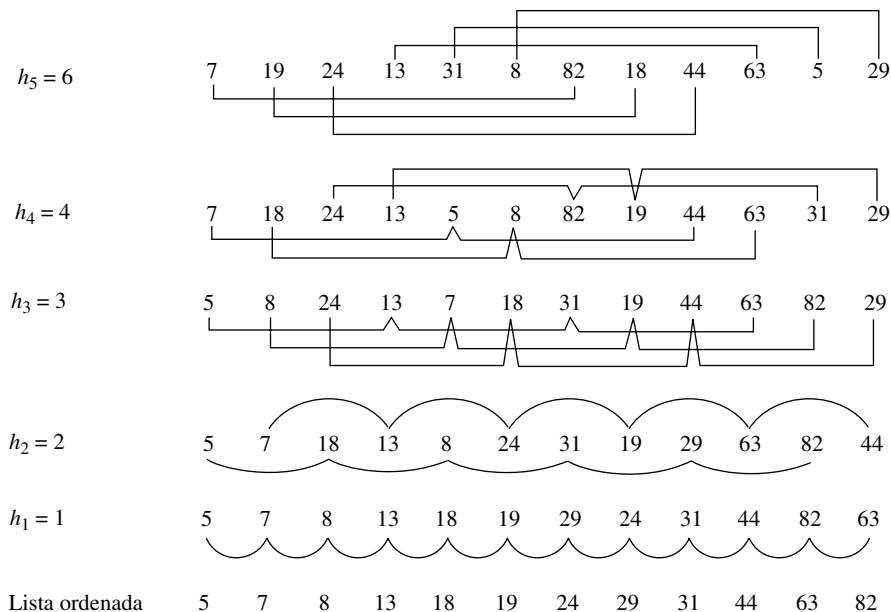 h5 = 6 7 19 24 13 31 8 82 18 44 63 5 29
h4 = 4 7 18 24 13 5 8 82 19 44 63 31 29
h3 = 3 5 8 24 13 7 18 31 19 44 63 82 29
h2 = 2 5 7 18 13 8 24 31 19 29 63 82 44
h1 = 1 5 7 8 13 18 19 29 24 31 44 82 63
Lista ordenada 5 7 8 13 18 19 24 29 31 44 63 82